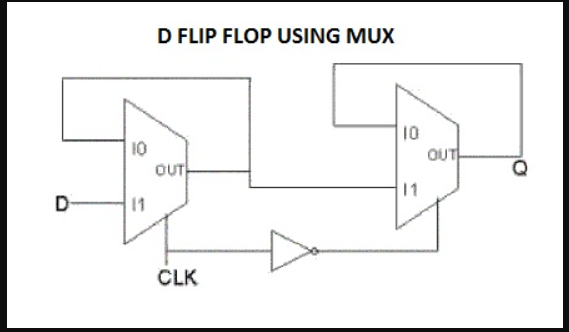 D FLIP FLOP USING MUX
I0
OUT
D
I1
CLK
I0
OUT
I1
Q